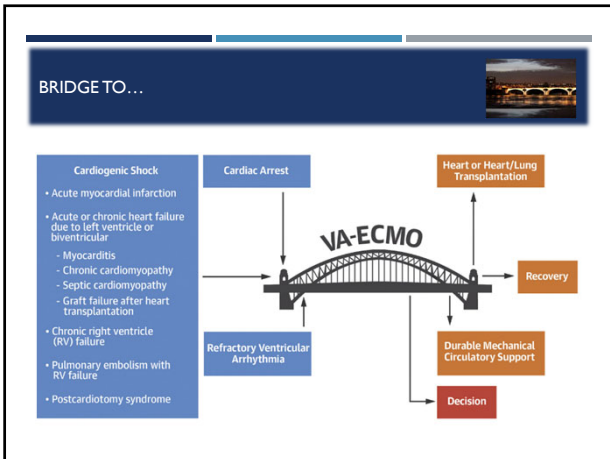 BRIDGE TO...
Cardiogenic Shock
• Acute myocardial infarction
• Acute or chronic heart failure
due to left ventricle or
biventricular
- Myocarditis
- Chronic cardiomyopathy
- Septic cardiomyopathy
- Graft failure after heart
transplantation
• Chronic right ventricle
(RV) failure
• Pulmonary embolism with
RV failure
• Postcardiotomy syndrome
Cardiac Arrest
Refractory Ventricular
Arrhythmia
VA-ECMO
Heart or Heart/Lung
Transplantation
Recovery
Durable Mechanical
Circulatory Support
Decision